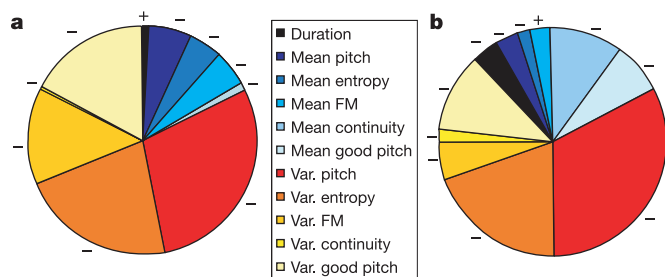 a
b
+
−
−
−
−
−
−
−
−
−
−
Duration
Mean pitch
Mean entropy
Mean FM
Mean continuity
Mean good pitch
Var. pitch
Var. entropy
Var. FM
Var. continuity
Var. good pitch
−
−
−
+
−
−
−
−
−
−
−